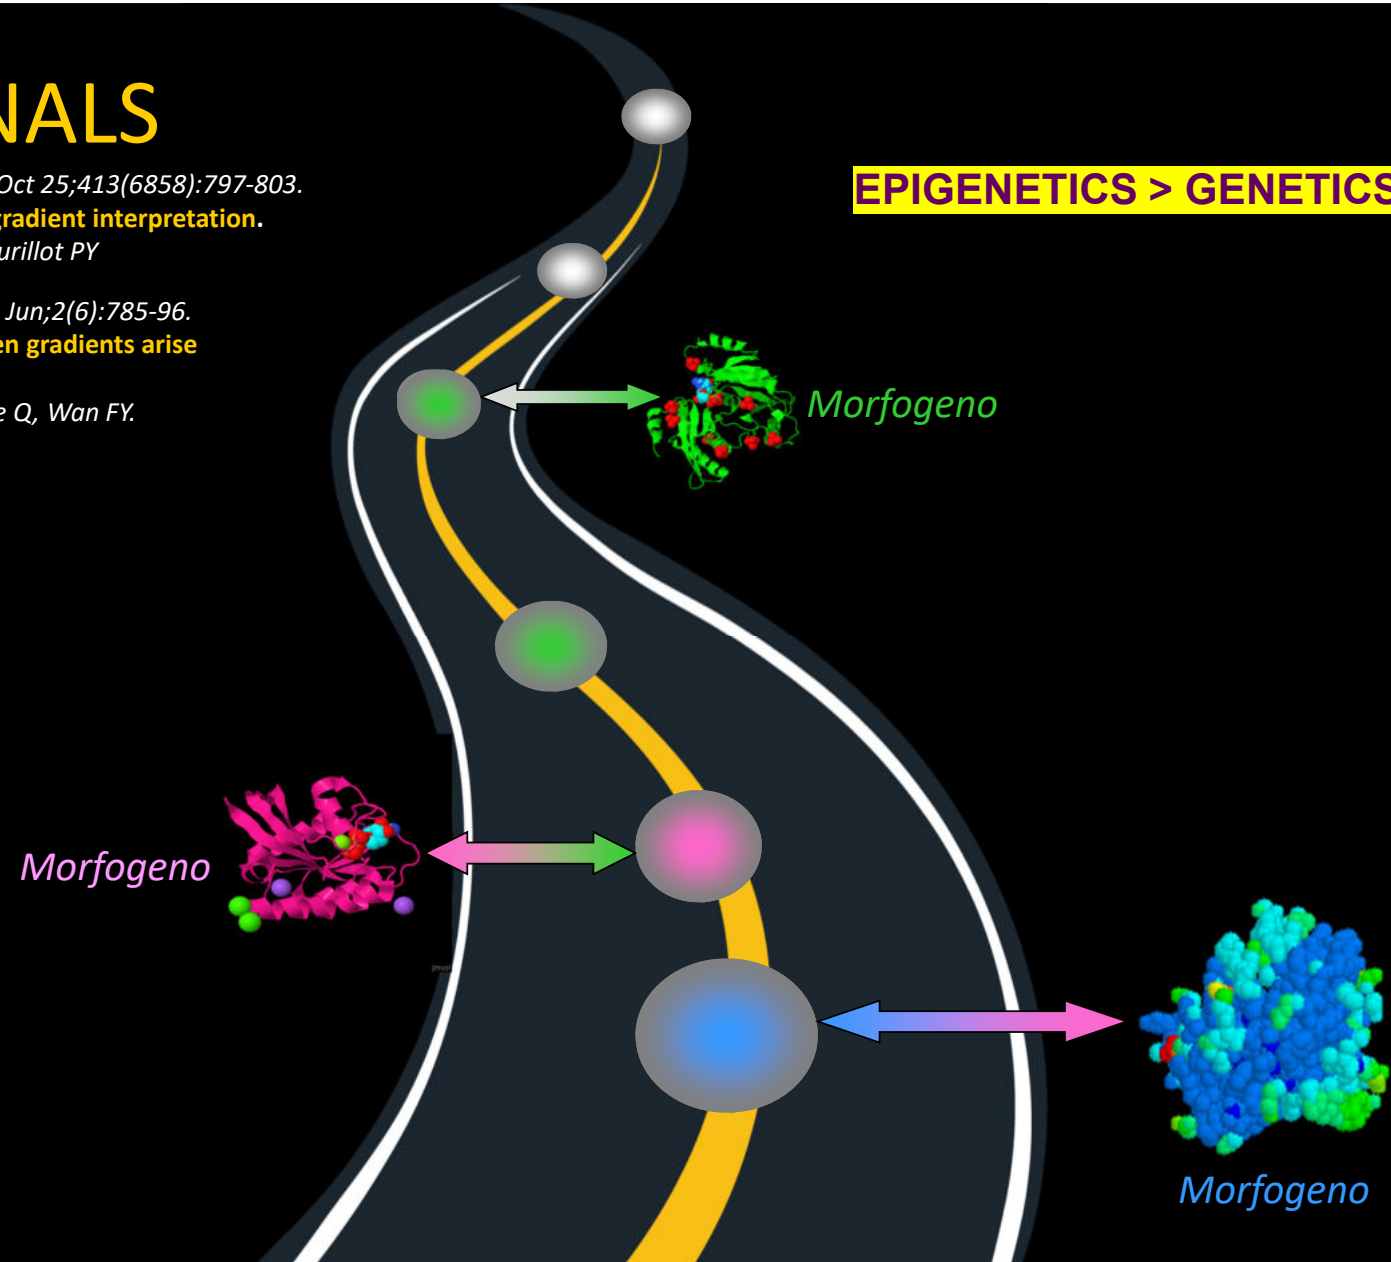 NALS
Oct 25;413(6858):797-803.
gradient interpretation.
urillot PY
Jun;2(6):785-96.
en gradients arise
e Q, Wan FY.
EPIGENETICS > GENETICS
Morfogeno
Morfogeno
Morfogeno